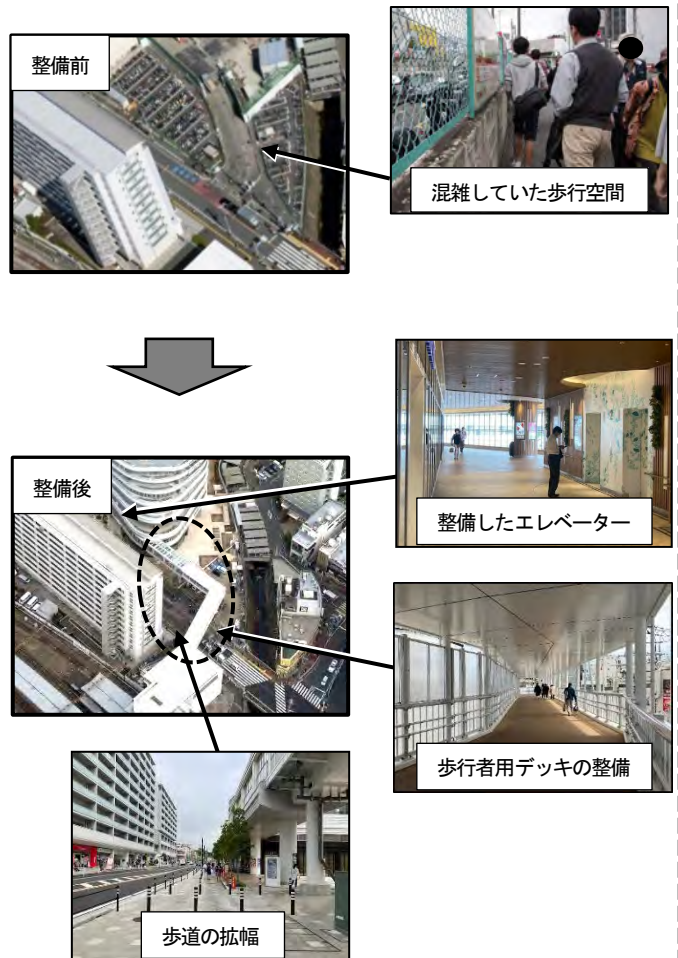 整備前
混雑していた歩行空間
整備後
整備したエレベーター
歩行者用デッキの整備
歩道の拡幅